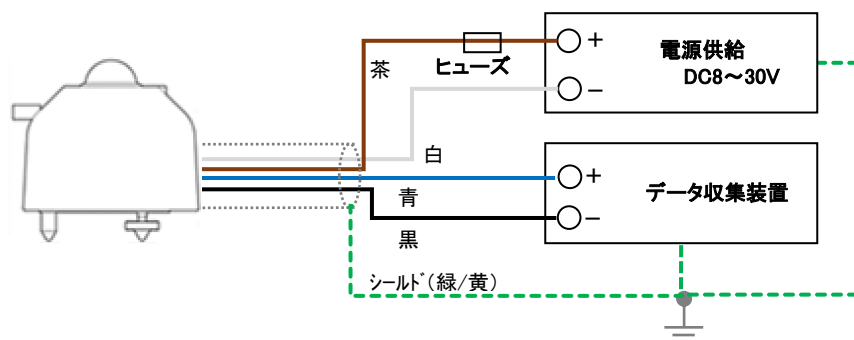 茶
ヒューズ
+
−
電源供給
DC8～30V
白
青
黒
+
−
データ収集装置
ｼｰﾙﾄﾞ(緑/黄)